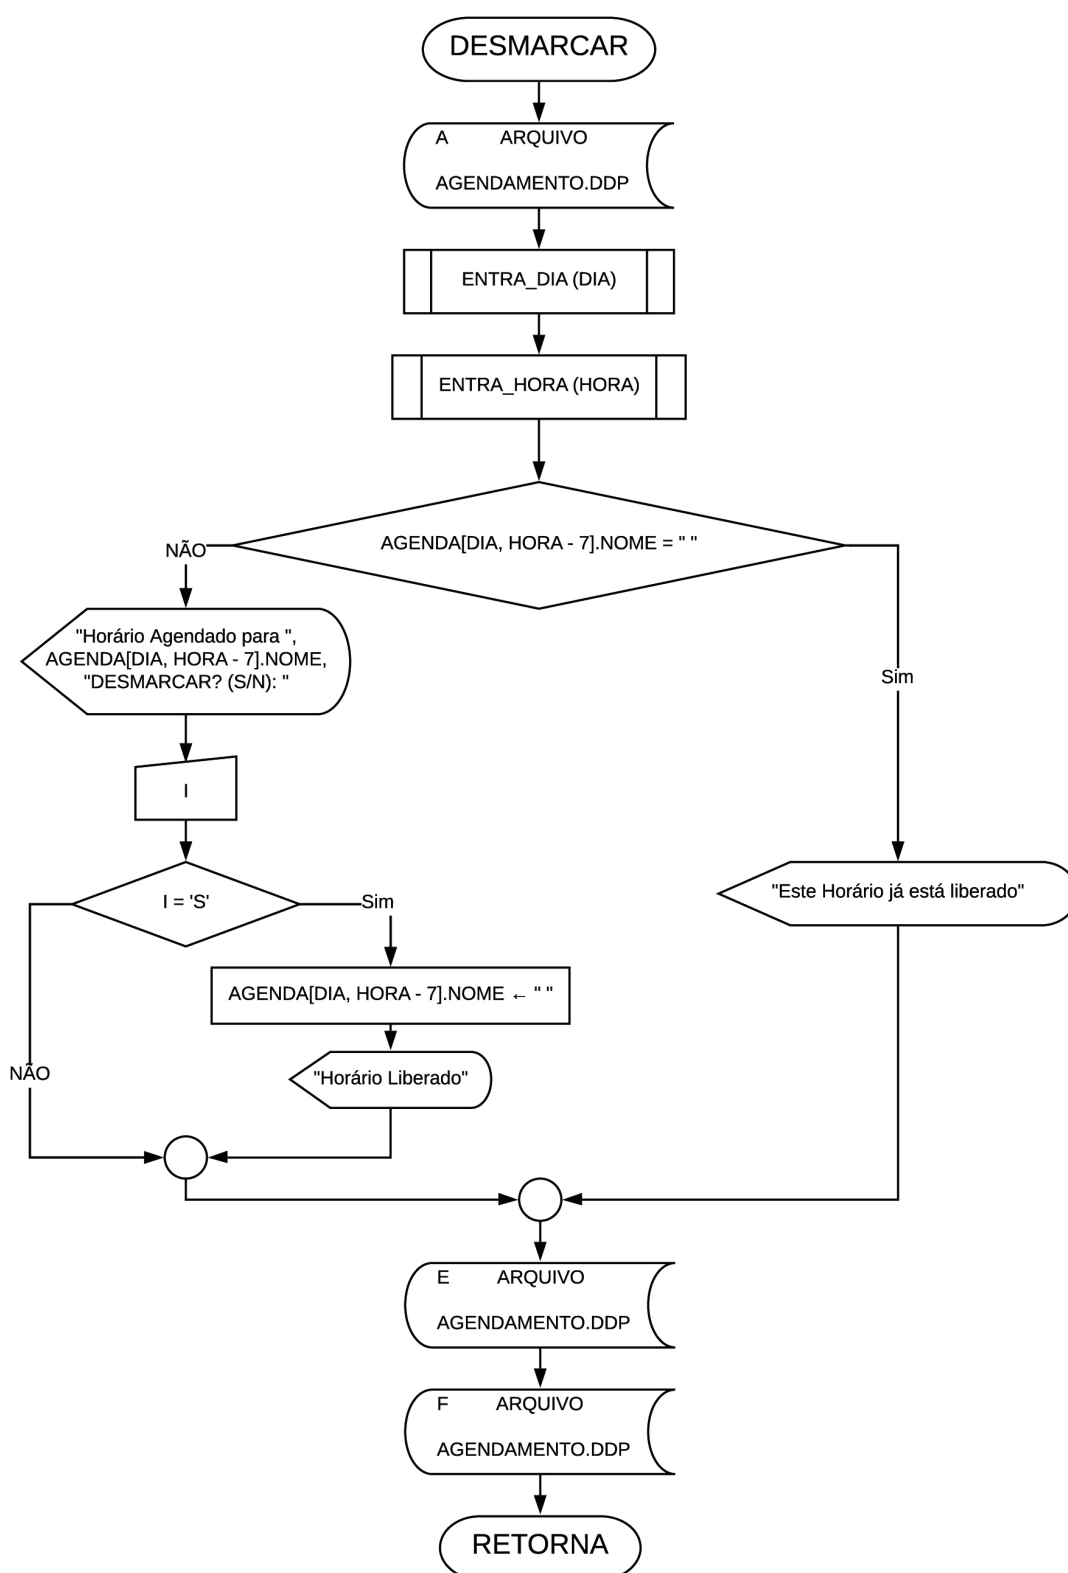 DESMARCAR
A ARQUIVO
AGENDAMENTO.DDP
ENTRA_DIA (DIA)
ENTRA_HORA (HORA)
AGENDA[DIA, HORA - 7].NOME = " "
NÃO
"Horário Agendado para ",
AGENDA[DIA, HORA - 7].NOME,
"DESMARCAR? (S/N): "
Sim
I
I = 'S'
Sim
"Este Horário já está liberado"
AGENDA[DIA, HORA - 7].NOME ← " "
NÃO
"Horário Liberado"
E ARQUIVO
AGENDAMENTO.DDP
F ARQUIVO
AGENDAMENTO.DDP
RETORNA